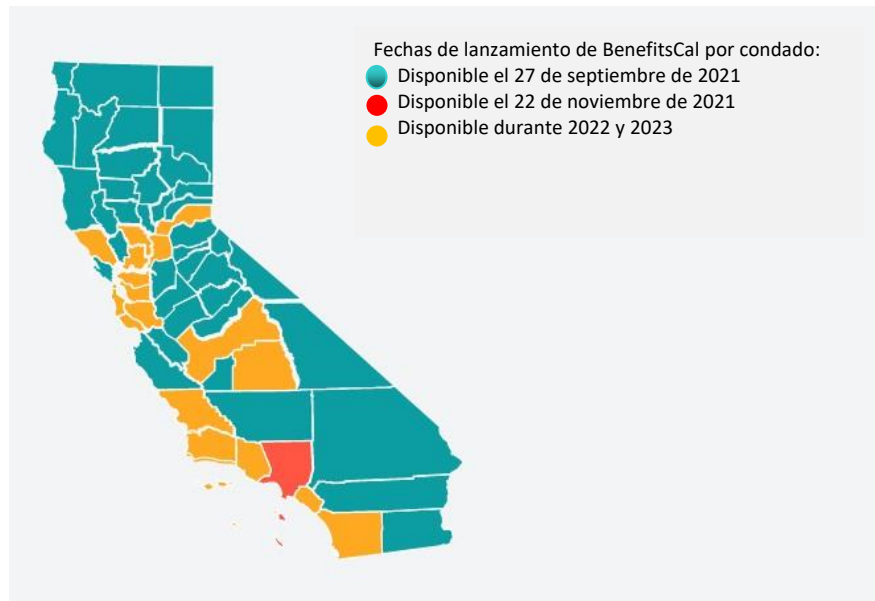 Fechas de lanzamiento de BenefitsCal por condado:
Disponible el 27 de septiembre de 2021
Disponible el 22 de noviembre de 2021
Disponible durante 2022 y 2023